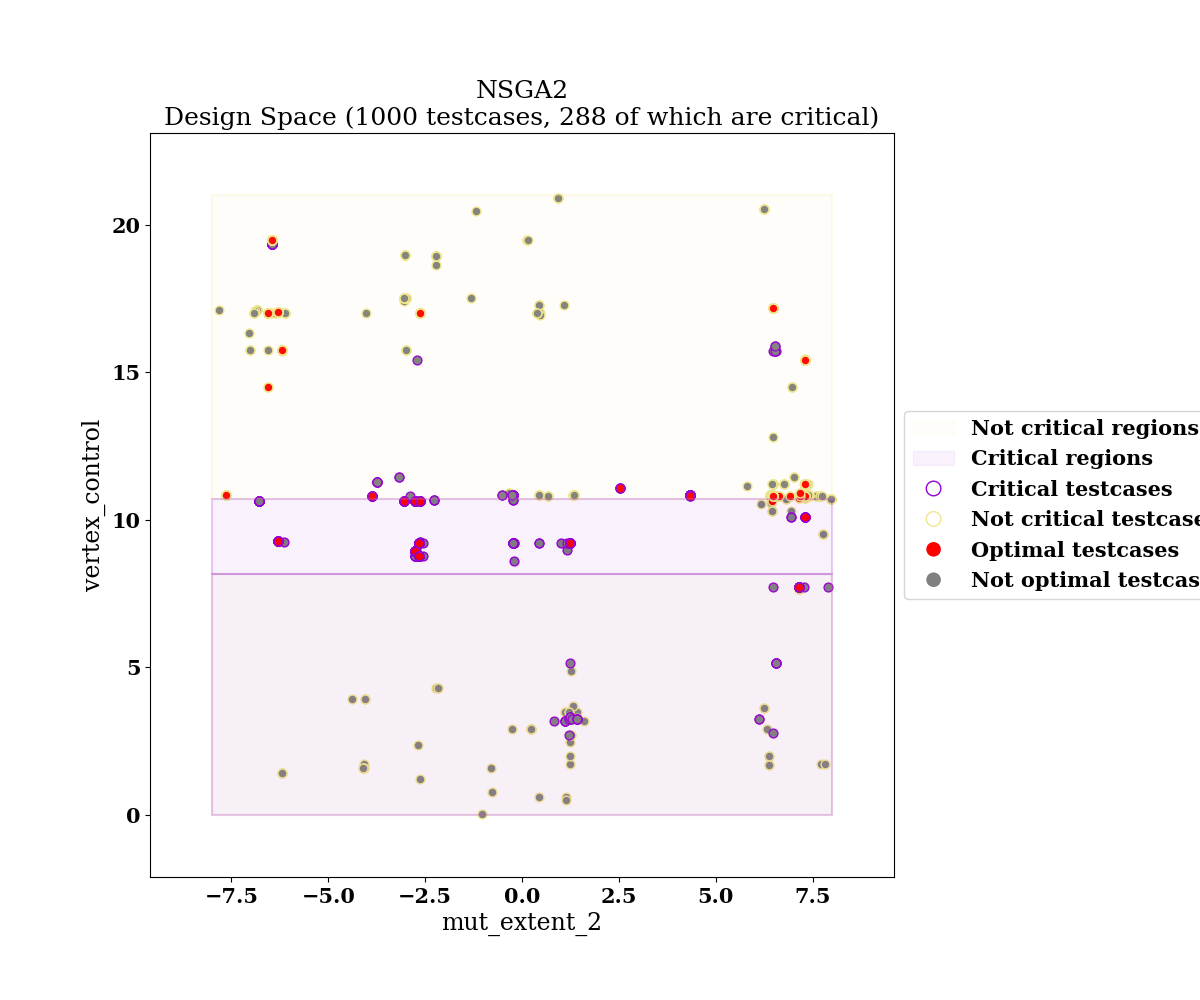 NSGA2
Design Space (1000 testcases, 288 of which are critical)
20
15
10
5
0
vertex_control
−7.5
−5.0
−2.5
0.0
2.5
5.0
7.5
mut_extent_2
Not critical regions
Critical regions
Critical testcases
Not critical testcase
Optimal testcases
Not optimal testcas